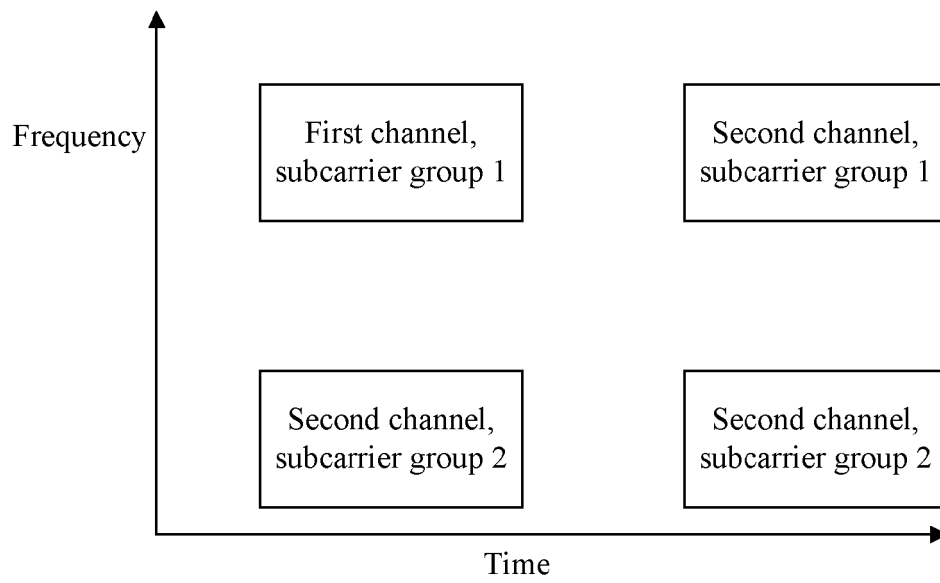 Frequency
First channel,
subcarrier group 1
Second channel,
subcarrier group 1
Second channel,
subcarrier group 2
Second channel,
subcarrier group 2
Time